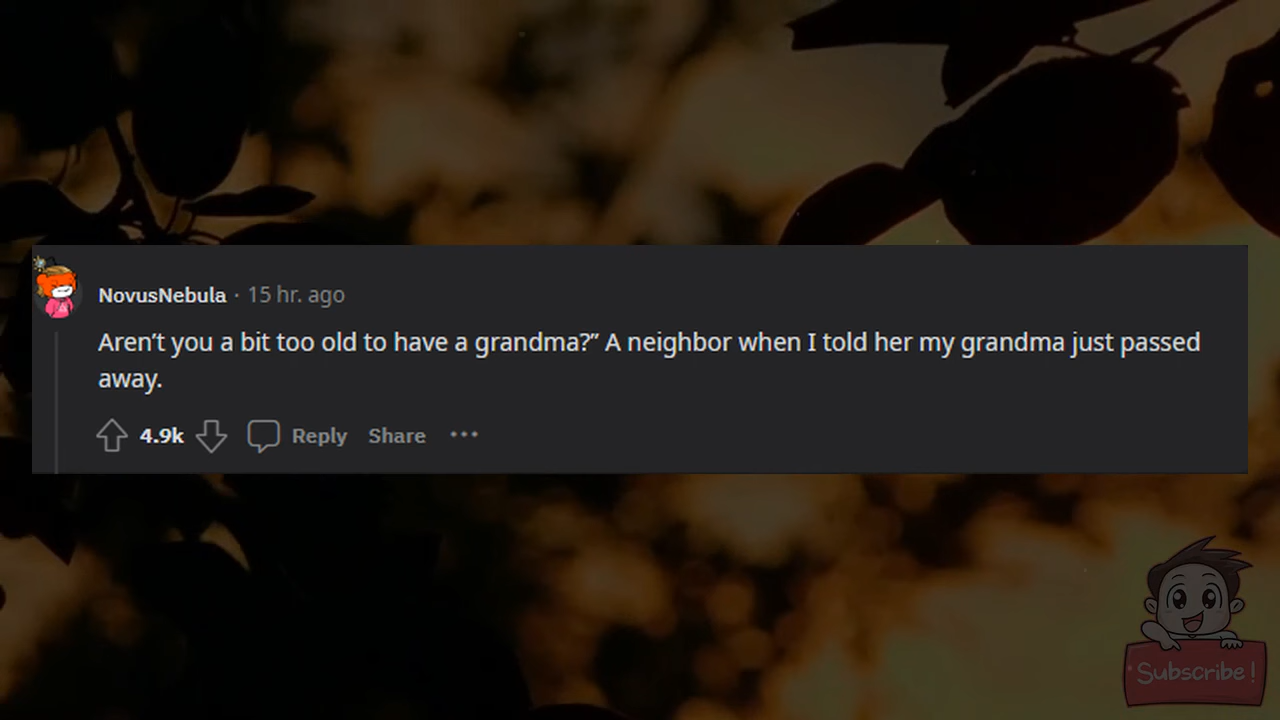 NovusNebula · 15 hr. ago
Aren’t you a bit too old to have a grandma?” A neighbor when I told her my grandma just passed
away.
4.9k Reply Share ···
Subscribe!